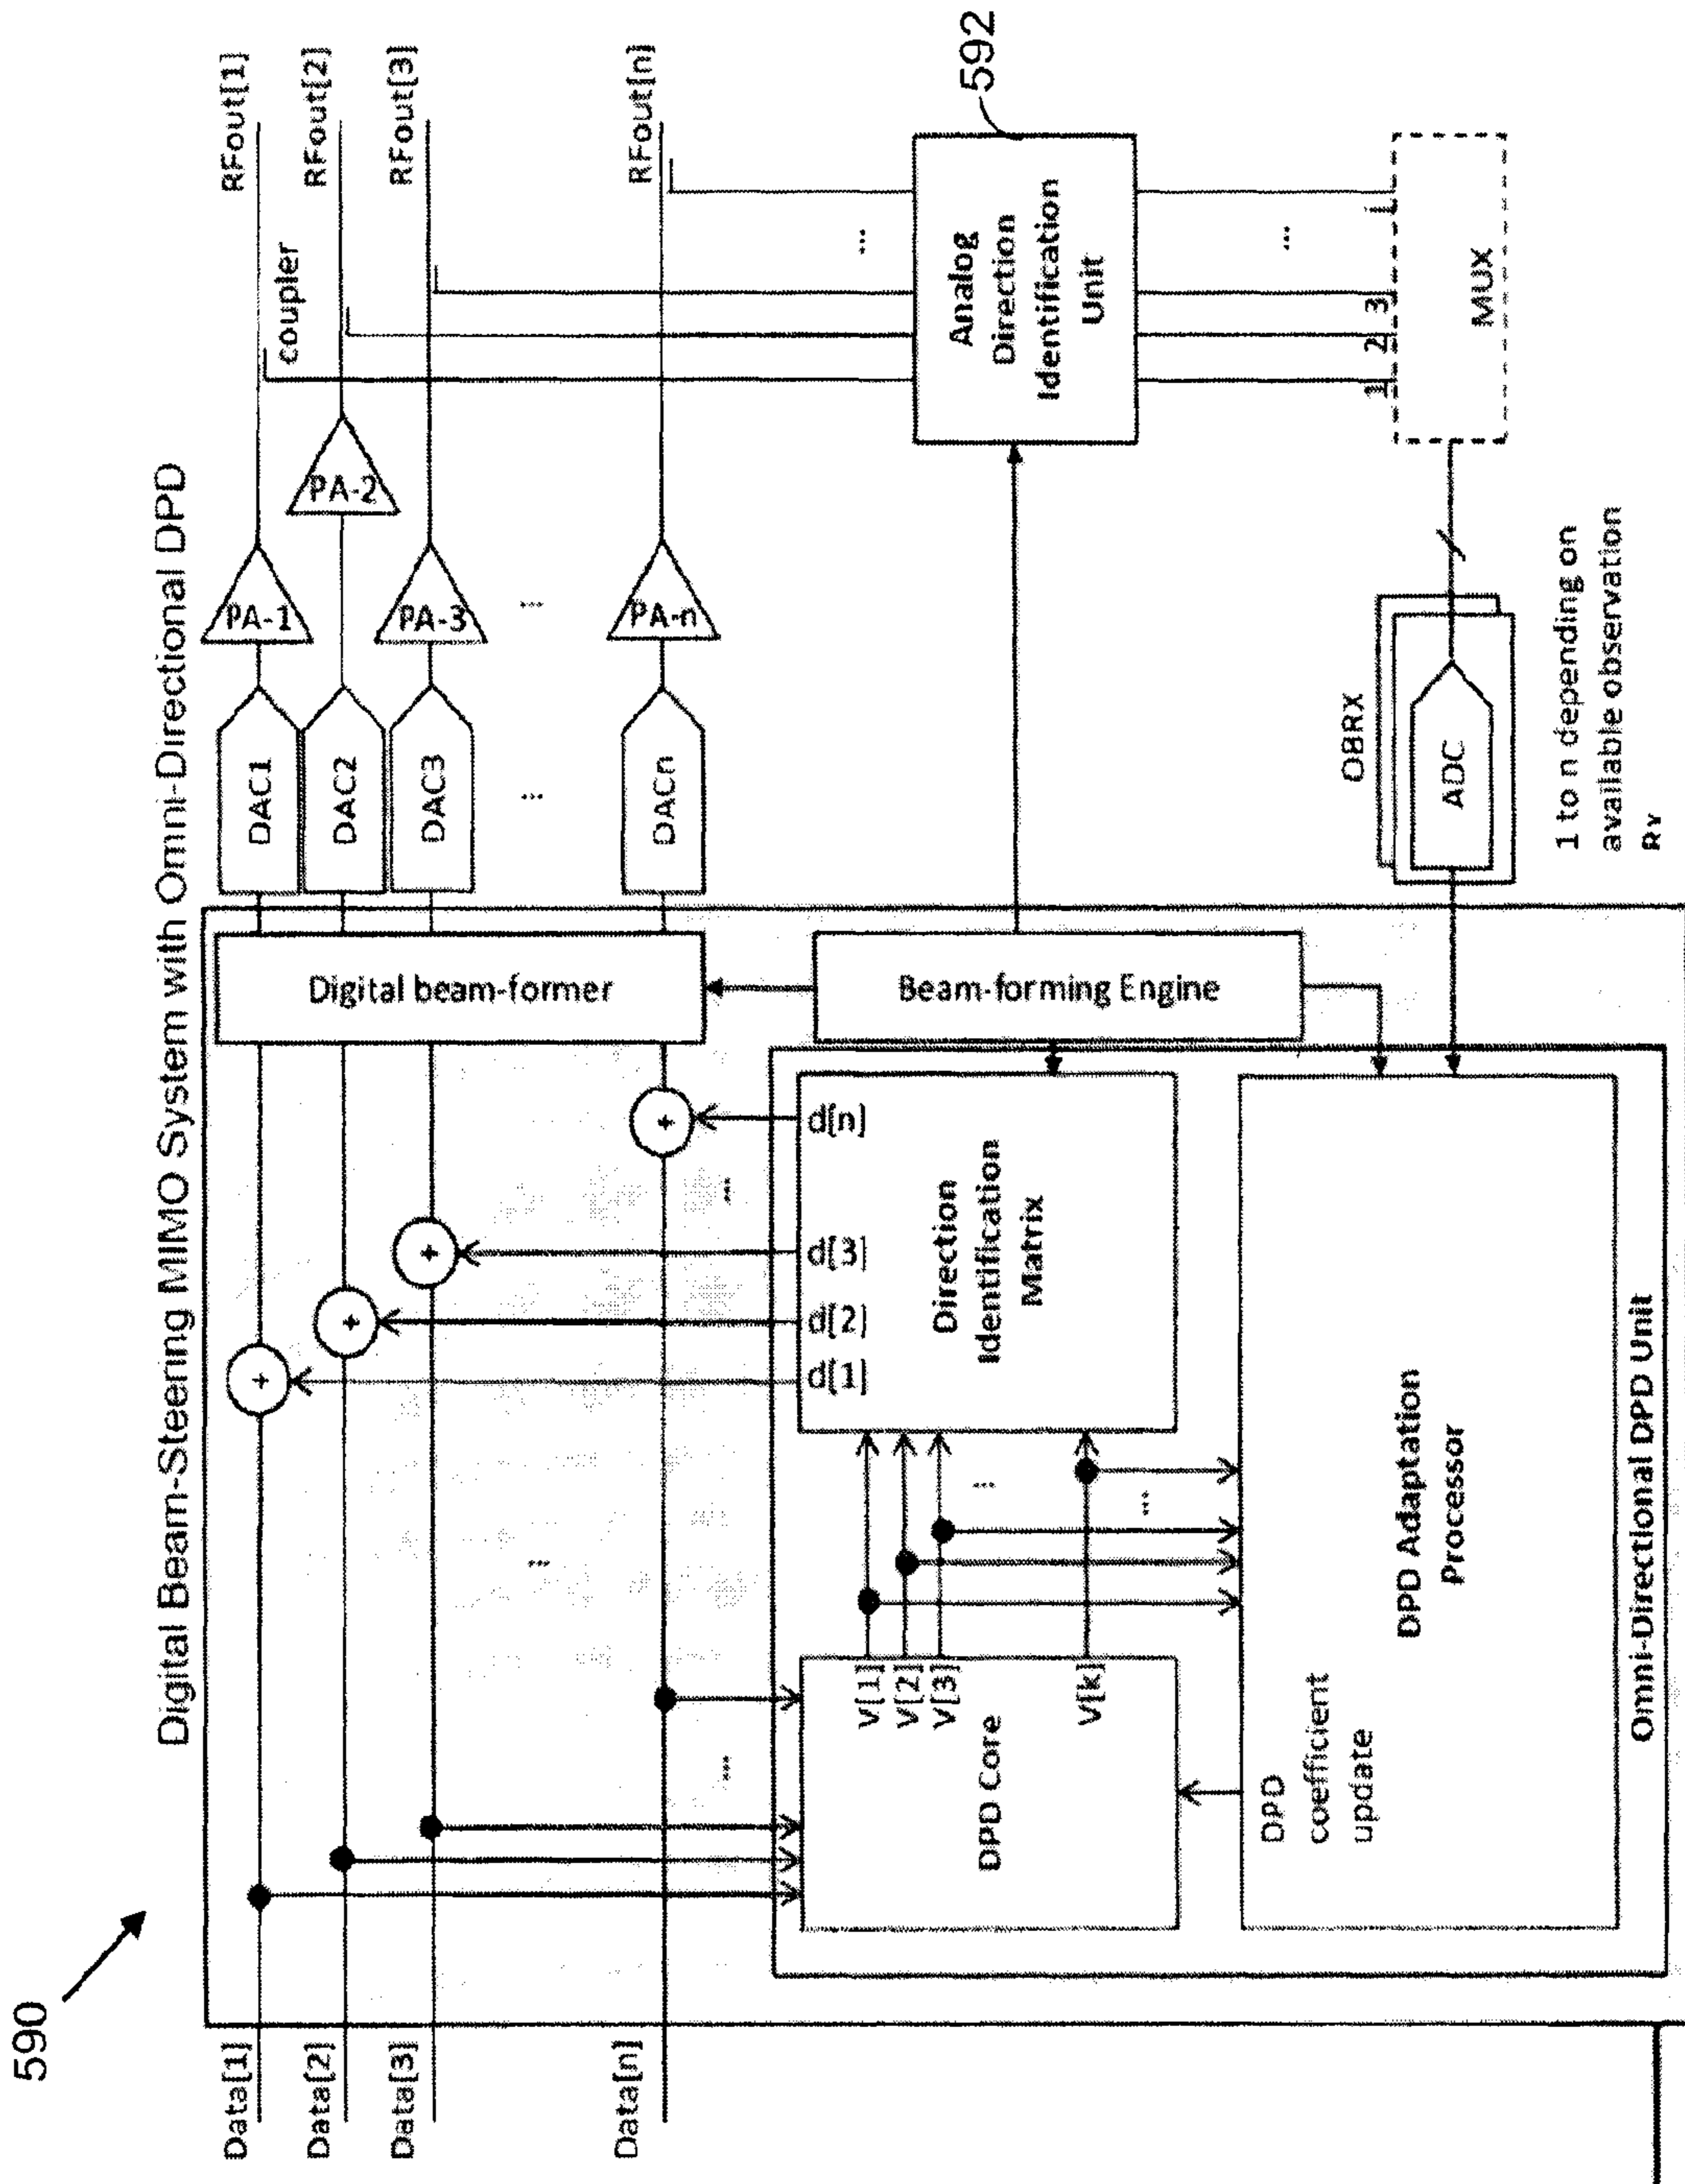 590
Digital Beam-Steering MIMO System with Omni-Directional DPD
Data[1]
Data[2]
Data[3]
Data[n]
+
+
+
+
...
...
...
Digital beam-former
DAC1
DAC2
DAC3
...
DACn
PA-1
PA-2
PA-3
...
PA-n
RFout[1]
RFout[2]
RFout[3]
RFout[n]
coupler
DPD Core
V[1]
V[2]
V[3]
V[k]
...
...
d[1]
d[2]
d[3]
d[n]
Direction
Identification
Matrix
Beam-forming Engine
...
Analog
Direction
Identification
Unit
592
...
1
2
3
i
MUX
OBRX
ADC
1 to n depending on
available observation
Rx
DPD
coefficient
update
DPD Adaptation
Processor
Omni-Directional DPD Unit